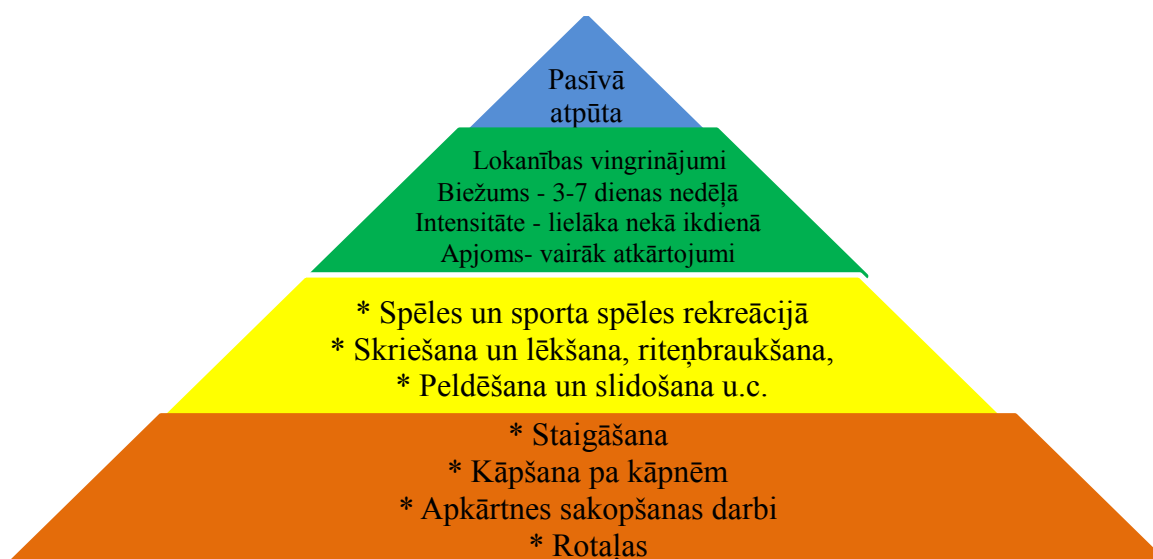 Pasīvā
atpūta
Lokanības vingrinājumi
Biežums - 3-7 dienas nedēļā
Intensitāte - lielāka nekā ikdienā
Apjoms- vairāk atkārtojumi
* Spēles un sporta spēles rekreācijā
* Skriešana un lēkšana, riteņbraukšana,
* Peldēšana un slidošana u.c.
* Staigāšana
* Kāpšana pa kāpnēm
* Apkārtnes sakopšanas darbi
* Rotaļas